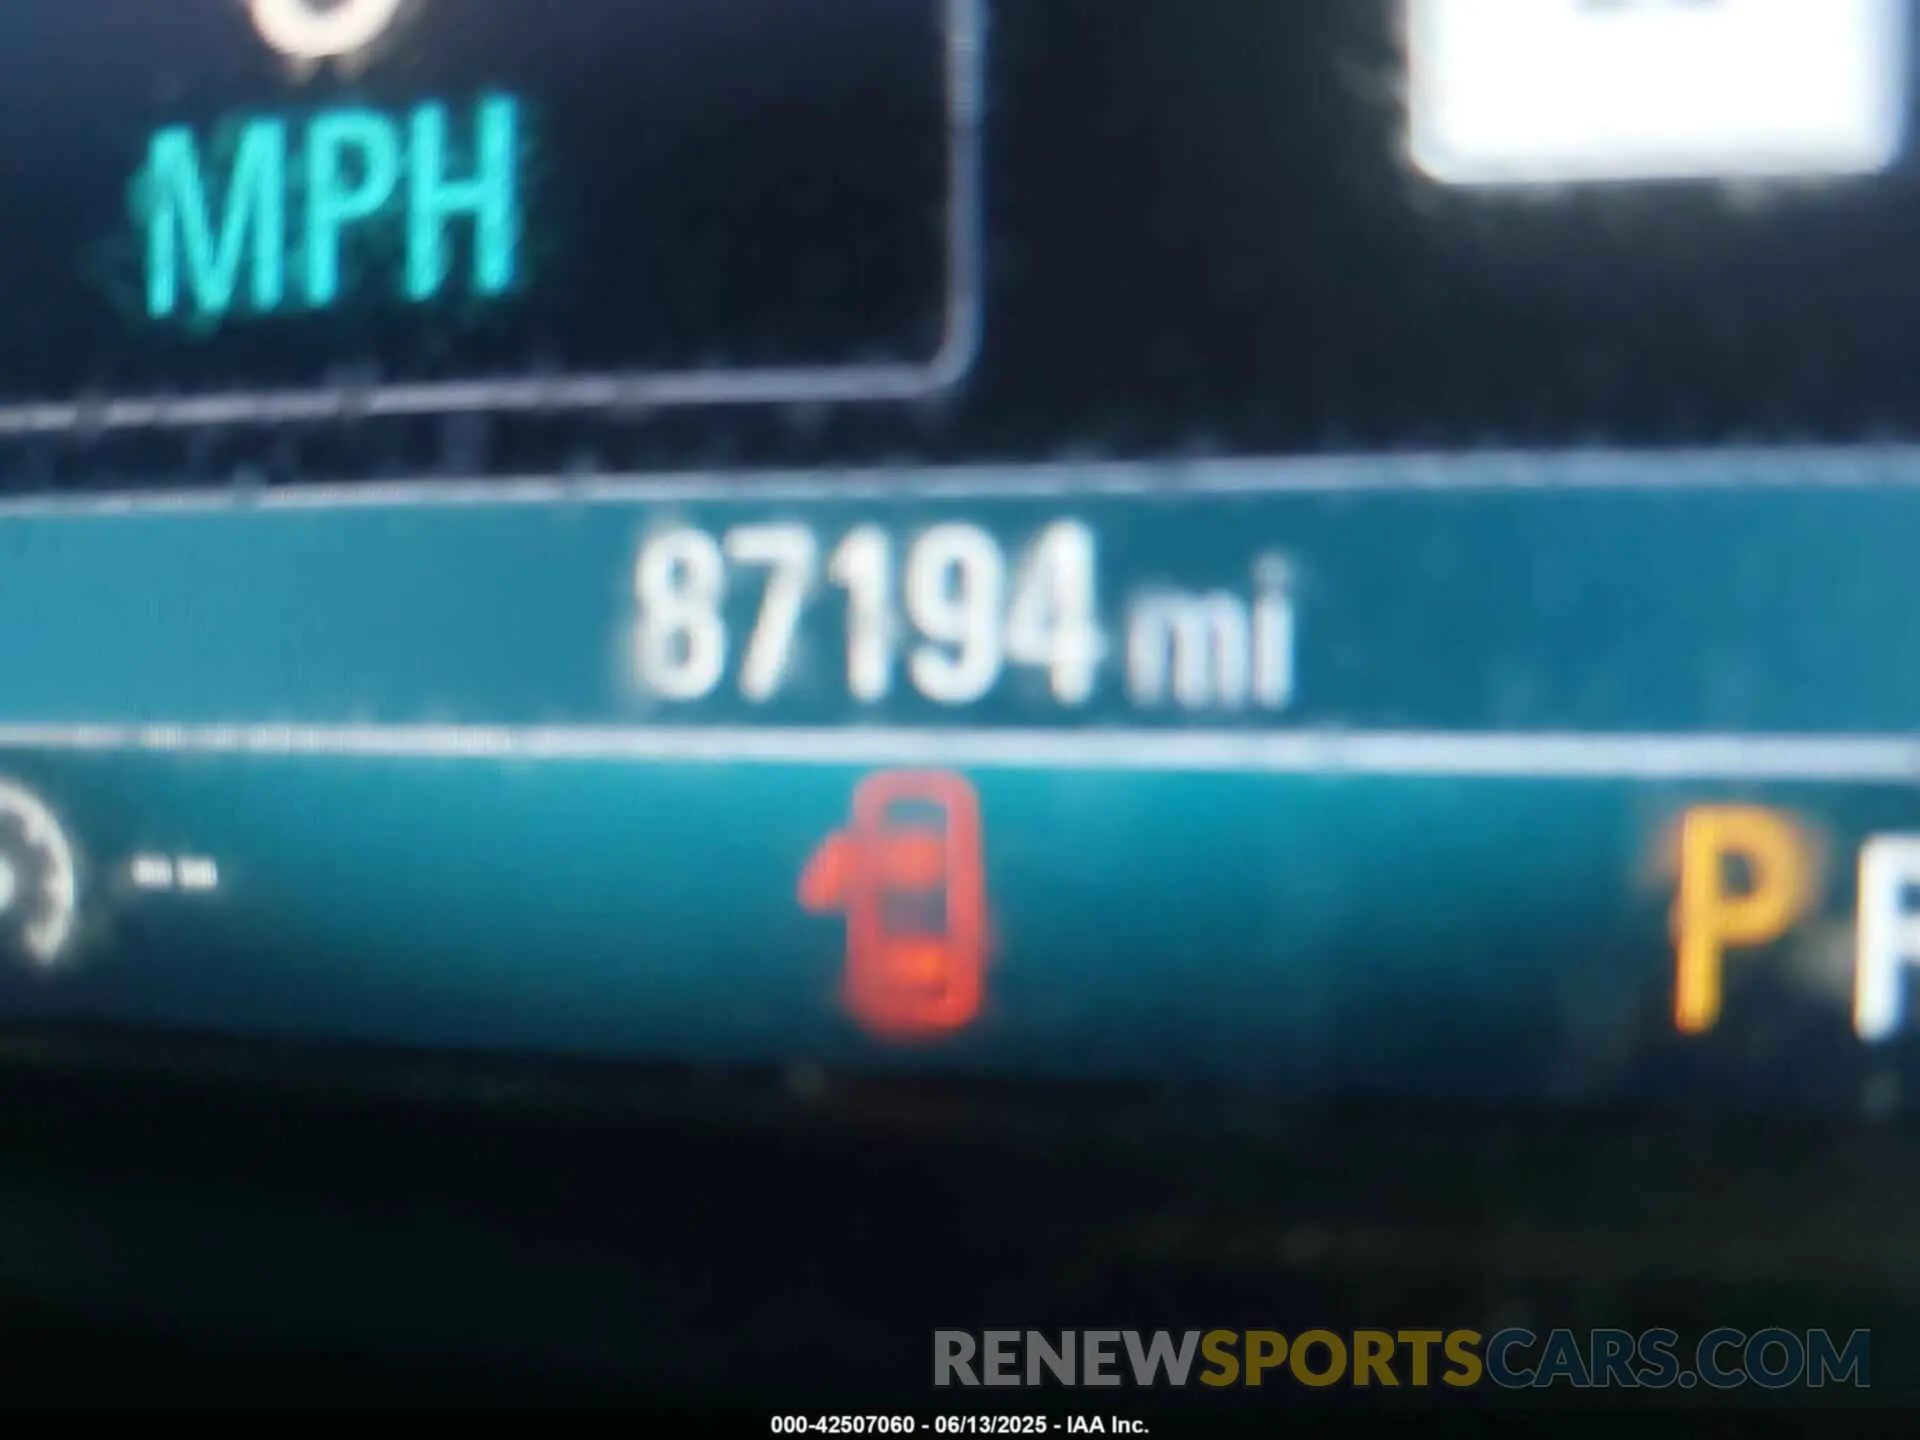 MPH
87194 mi
-- P
RENEWSPORTSCARS.COM
000-42507060 - 06/13/2025 - IAA Inc.